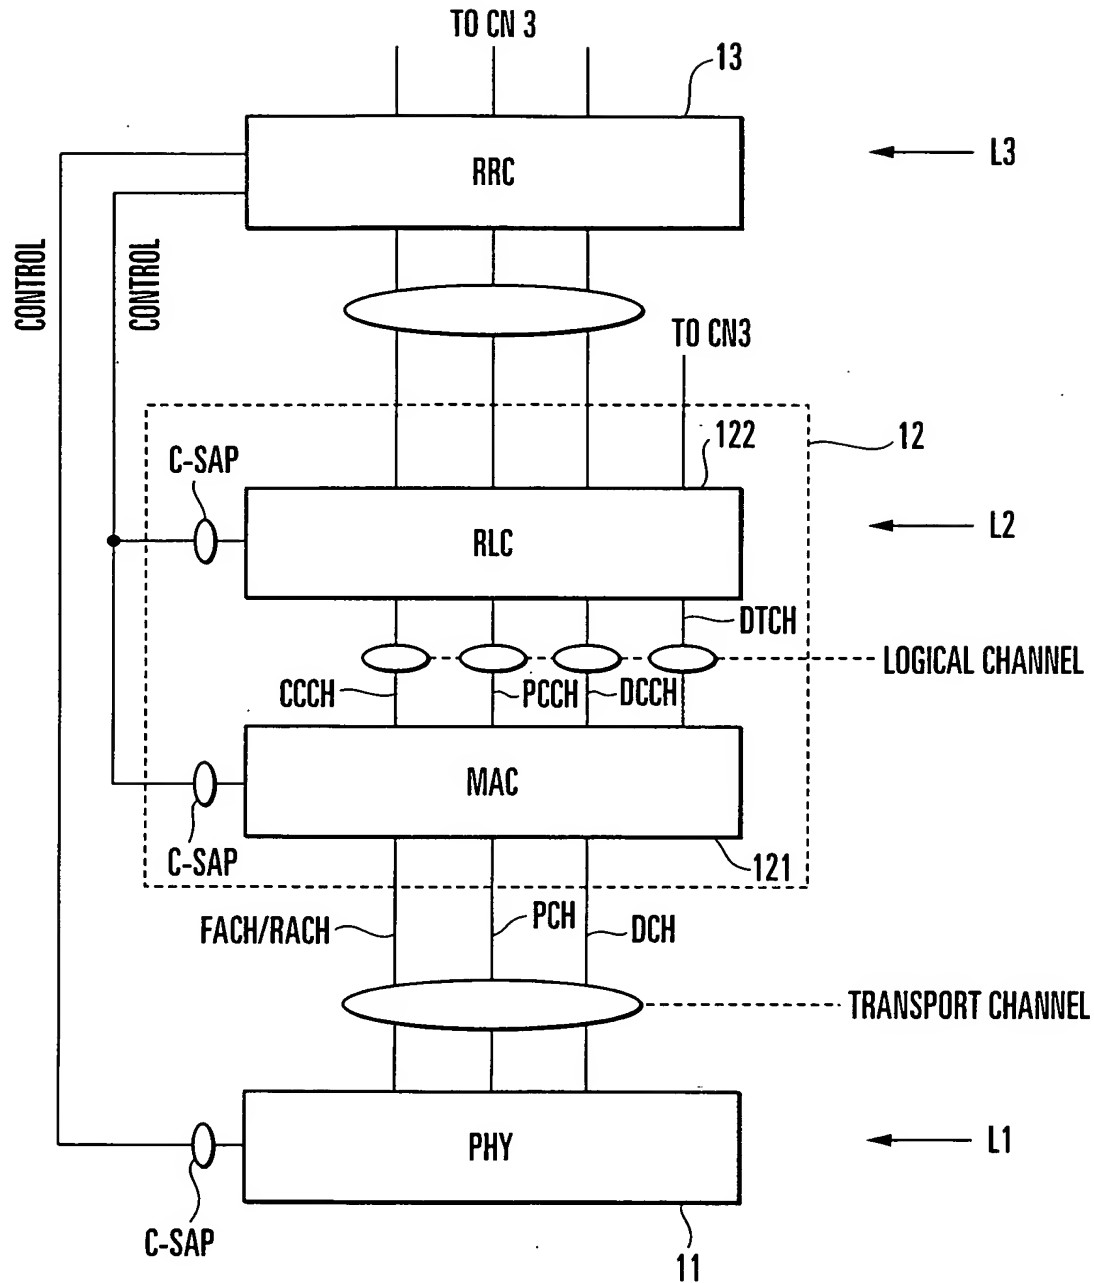 TO CN 3
13
RRC
L3
CONTROL
CONTROL
TO CN3
122
12
C-SAP
RLC
L2
DTCH
LOGICAL CHANNEL
CCCH
PCCH
DCCH
MAC
C-SAP
121
FACH/RACH
PCH
DCH
TRANSPORT CHANNEL
PHY
L1
C-SAP
11